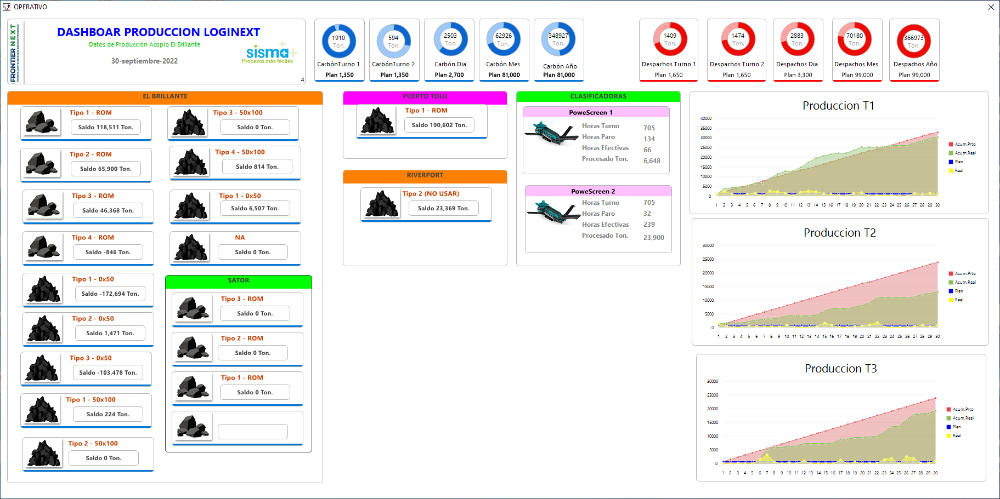 OPERATIVO
FRONTIER NEXT
MINERÍA SOSTENIBLE QUE GENERA PROGRESO
DASHBOAR PRODUCCION LOGINEXT
Datos de Producción Acopio El Brillante
30-septiembre-2022
sisma
Procesos más fáciles
4
1910
Ton.
CarbónTurno 1
Plan 1,350
594
Ton.
CarbónTurno 2
Plan 1,350
2503
Ton.
Carbón Dia
Plan 2,700
62926
Ton.
Carbón Mes
Plan 81,000
348927
Ton.
Carbón Año
Plan 81,000
1409
Ton.
Despachos Turno 1
Plan 1,650
1474
Ton.
Despachos Turno 2
Plan 1,650
2883
Ton.
Despachos Dia
Plan 3,300
70180
Ton.
Despachos Mes
Plan 99,000
366973
Ton.
Despachos Año
Plan 99,000
EL BRILLANTE
Tipo 1 - ROM
Saldo 118,511 Ton.
Tipo 2 - ROM
Saldo 65,900 Ton.
Tipo 3 - ROM
Saldo 46,368 Ton.
Tipo 4 - ROM
Saldo -846 Ton.
Tipo 1 - 0x50
Saldo -172,694 Ton.
Tipo 2 - 0x50
Saldo 1,471 Ton.
Tipo 3 - 0x50
Saldo -103,478 Ton.
Tipo 1 - 50x100
Saldo 224 Ton.
Tipo 2 - 50x100
Saldo 0 Ton.
Tipo 3 - 50x100
Saldo 0 Ton.
Tipo 4 - 50x100
Saldo 814 Ton.
Tipo 1 - 0x50
Saldo 6,507 Ton.
NA
Saldo 0 Ton.
SATOR
Tipo 3 - ROM
Saldo 0 Ton.
Tipo 2 - ROM
Saldo 0 Ton.
Tipo 1 - ROM
Saldo 0 Ton.
PUERTO TOLU
Tipo 1 - ROM
Saldo 190,602 Ton.
RIVERPORT
Tipo 2 (NO USAR)
Saldo 23,369 Ton.
CLASIFICADORAS
PoweScreen 1
Horas Turno 705
Horas Paro 134
Horas Efectivas 66
Procesado Ton. 6,648
PoweScreen 2
Horas Turno 705
Horas Paro 32
Horas Efectivas 239
Procesado Ton. 23,900
Produccion T1
40000
35000
30000
25000
20000
15000
10000
5000
0
1 2 3 4 5 6 7 8 9 10 11 12 13 14 15 16 17 18 19 20 21 22 23 24 25 26 27 28 29 30
Acum.Prto
Acum.Real
Plan
Real
Produccion T2
30000
25000
20000
15000
10000
5000
0
1 2 3 4 5 6 7 8 9 10 11 12 13 14 15 16 17 18 19 20 21 22 23 24 25 26 27 28 29 30
Acum.Prto
Acum.Real
Plan
Real
Produccion T3
30000
25000
20000
15000
10000
5000
0
1 2 3 4 5 6 7 8 9 10 11 12 13 14 15 16 17 18 19 20 21 22 23 24 25 26 27 28 29 30
Acum.Prto
Acum.Real
Plan
Real